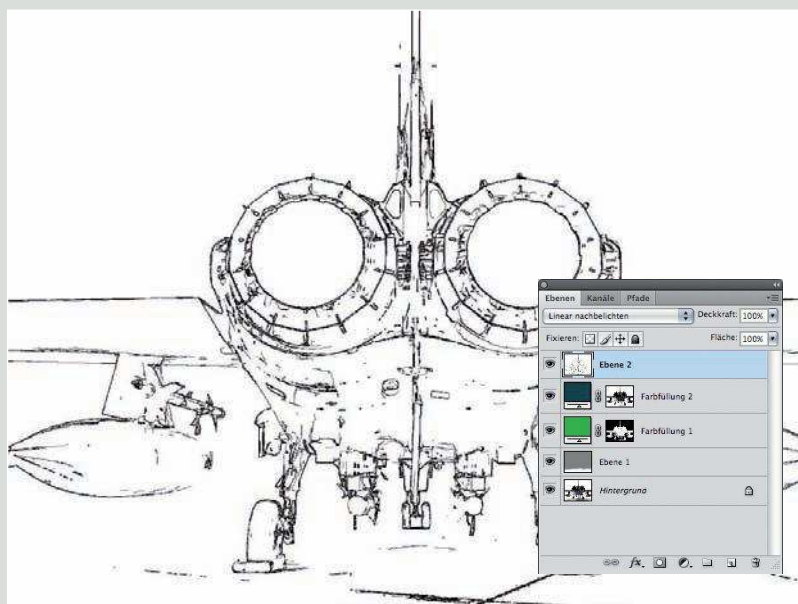 Ebenen Kanäle Pfade
Linear nachbelichten Deckkraft: 100%
Fixieren: Fläche: 100%
Ebene 2
Farbfüllung 2
Farbfüllung 1
Ebene 1
Hintergrund
fx.